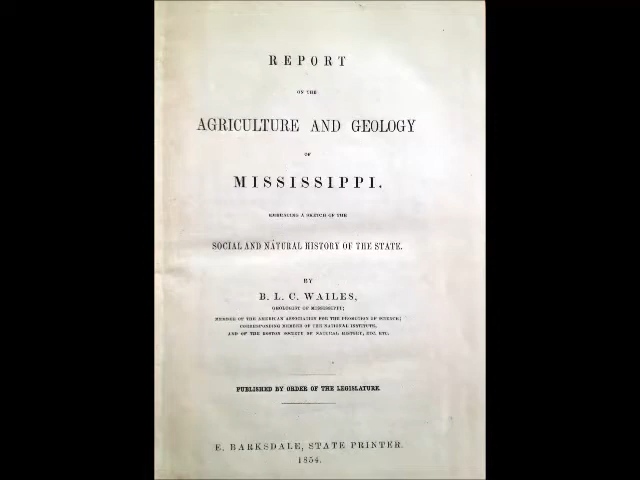 REPORT
ON THE
AGRICULTURE AND GEOLOGY
OF
MISSISSIPPI.
EMBRACING A SKETCH OF THE
SOCIAL AND NATURAL HISTORY OF THE STATE.
BY
B. L. C. WAILES,
GEOLOGIST OF MISSISSIPPI;
MEMBER OF THE AMERICAN ASSOCIATION FOR THE PROMOTION OF SCIENCE;
CORRESPONDING MEMBER OF THE NATIONAL INSTITUTE,
AND OF THE BOSTON SOCIETY OF NATURAL HISTORY, ETC. ETC.
PUBLISHED BY ORDER OF THE LEGISLATURE.
E. BARKSDALE, STATE PRINTER.
1854.